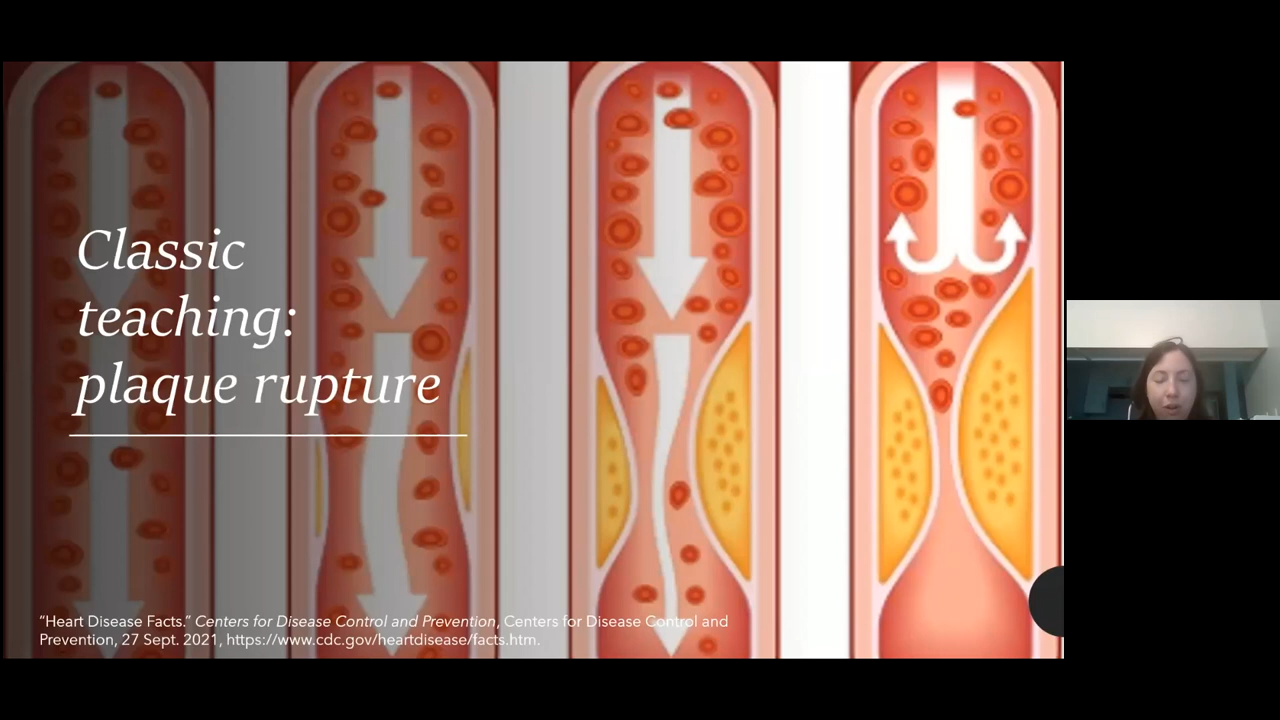 Classic
teaching:
plaque rupture
“Heart Disease Facts.” Centers for Disease Control and Prevention, Centers for Disease Control and
Prevention, 27 Sept. 2021, https://www.cdc.gov/heartdisease/facts.htm.